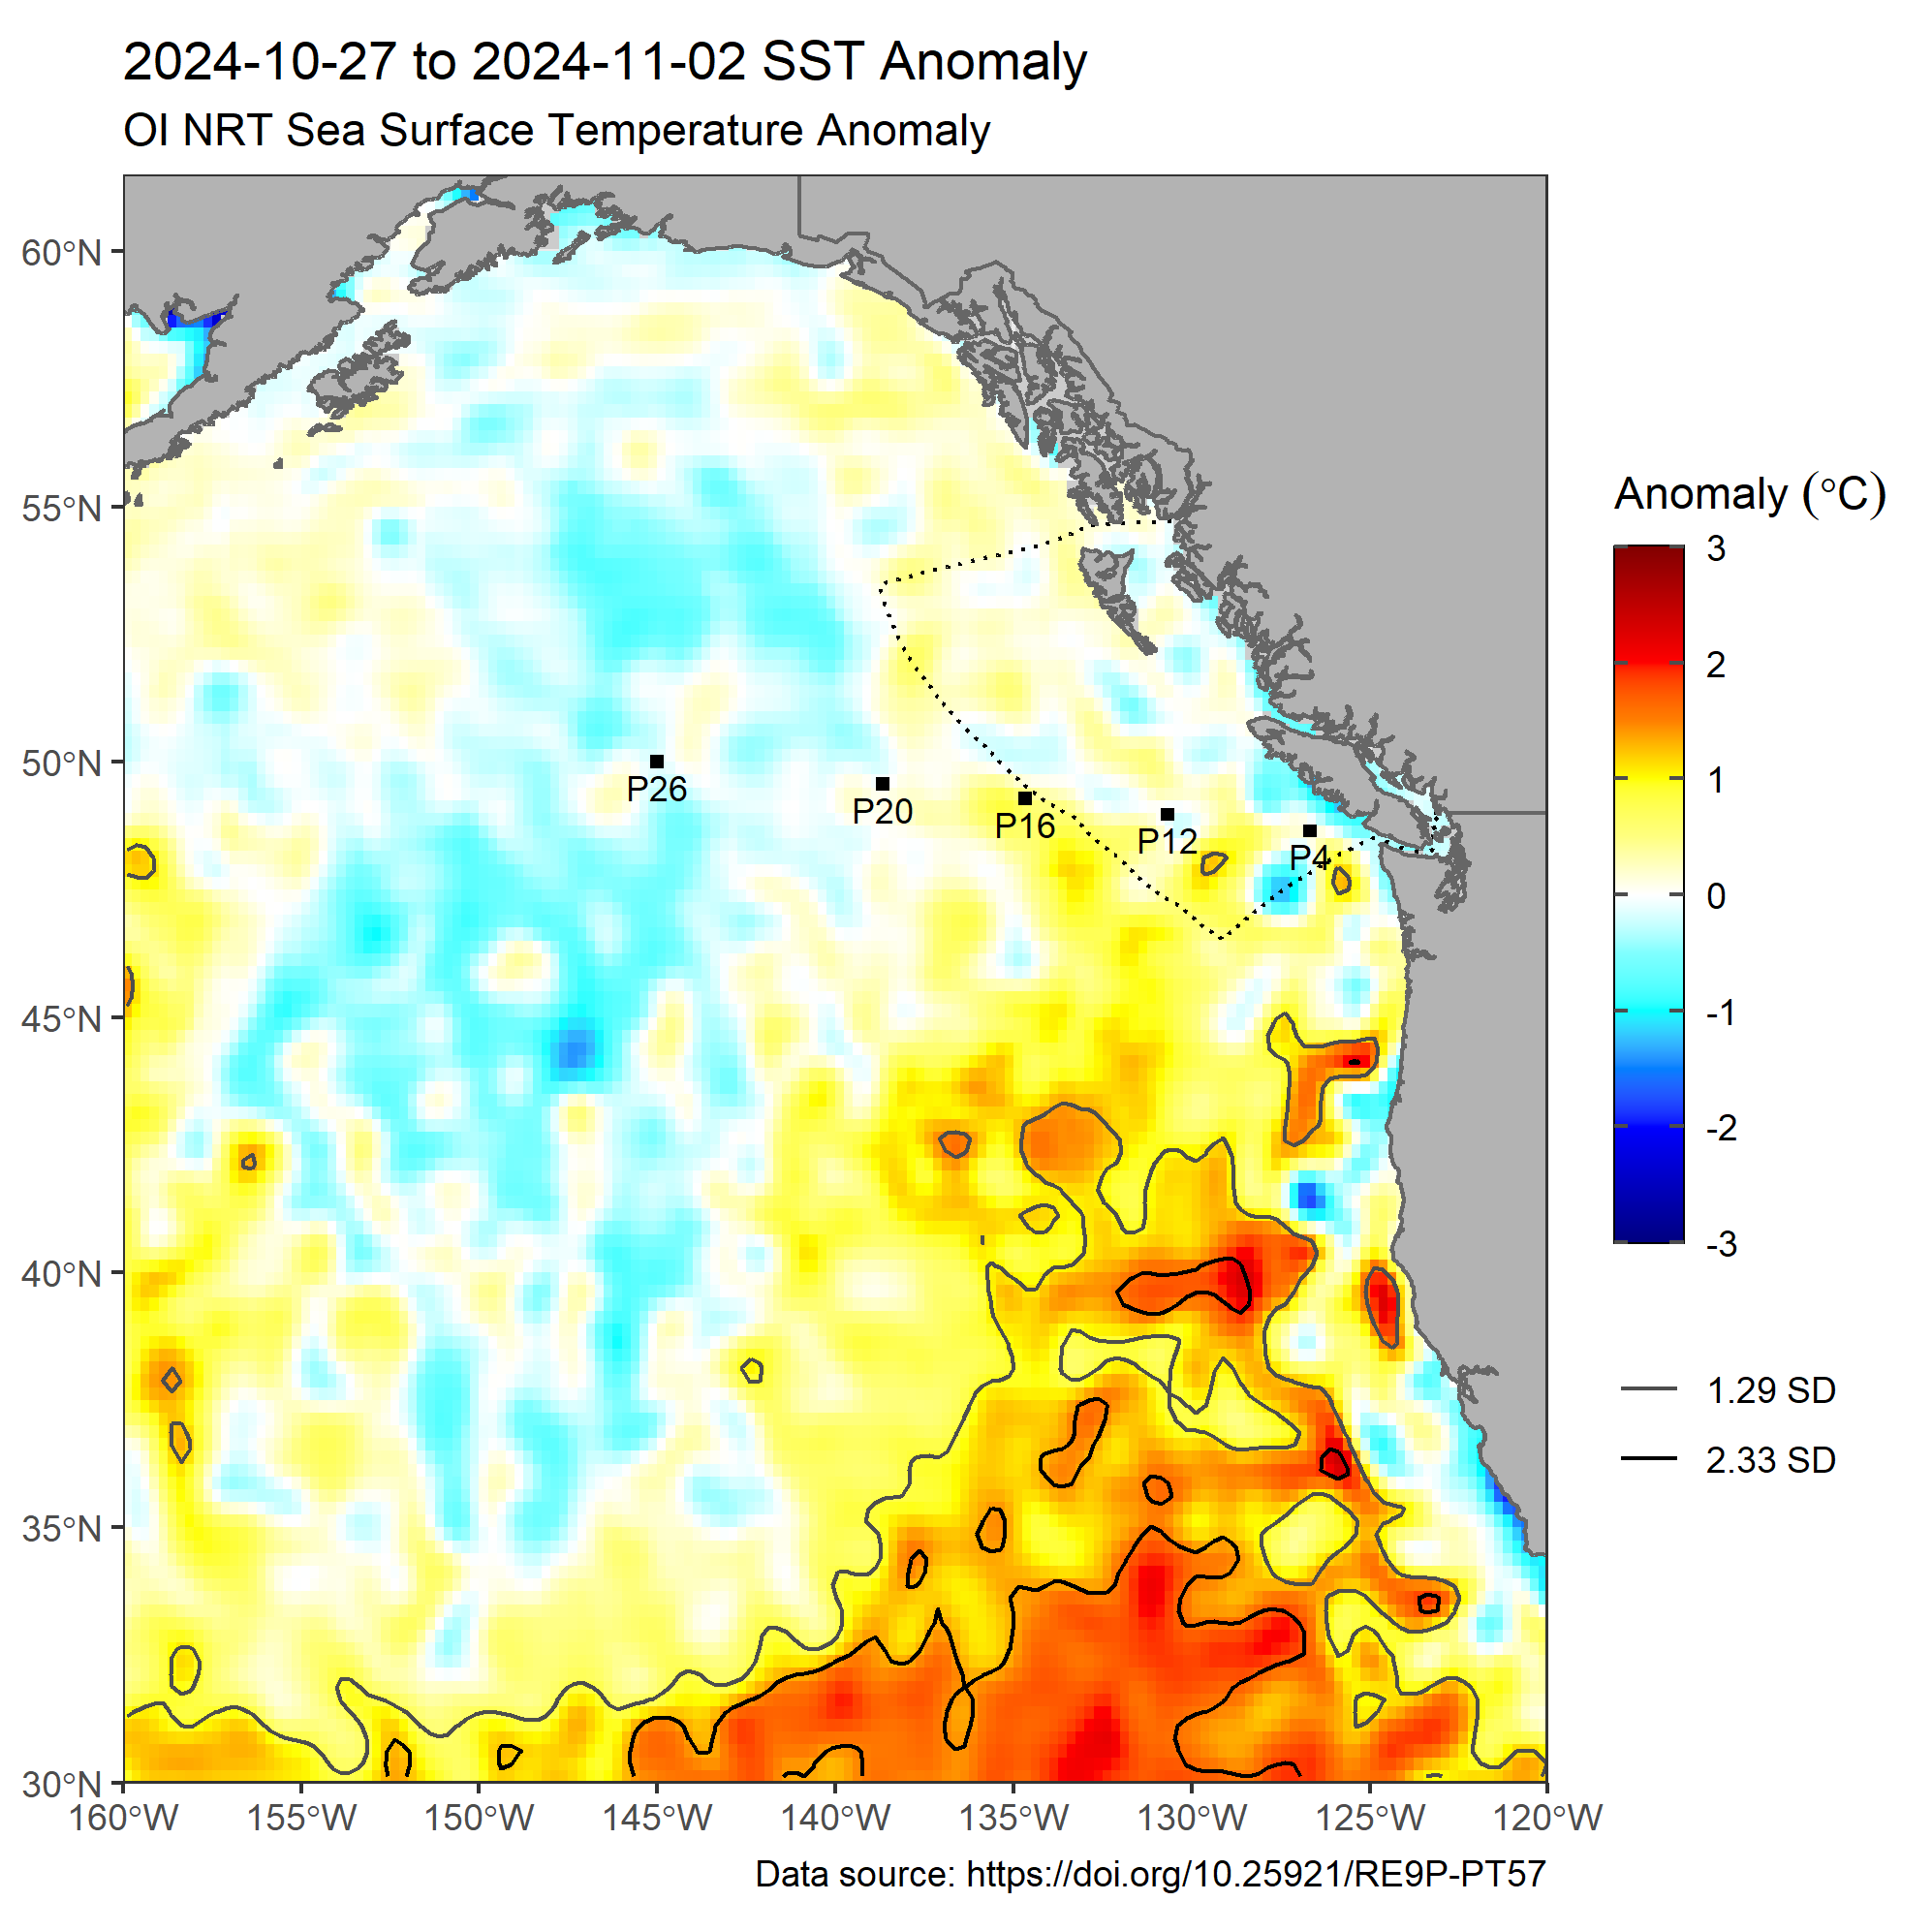 2024-10-27 to 2024-11-02 SST Anomaly
OI NRT Sea Surface Temperature Anomaly
60°N
55°N
50°N
45°N
40°N
35°N
30°N
P26
P20
P16
P12
P4
160°W
155°W
150°W
145°W
140°W
135°W
130°W
125°W
120°W
Anomaly (°C)
3
2
1
0
-1
-2
-3
1.29 SD
2.33 SD
Data source: https://doi.org/10.25921/RE9P-PT57